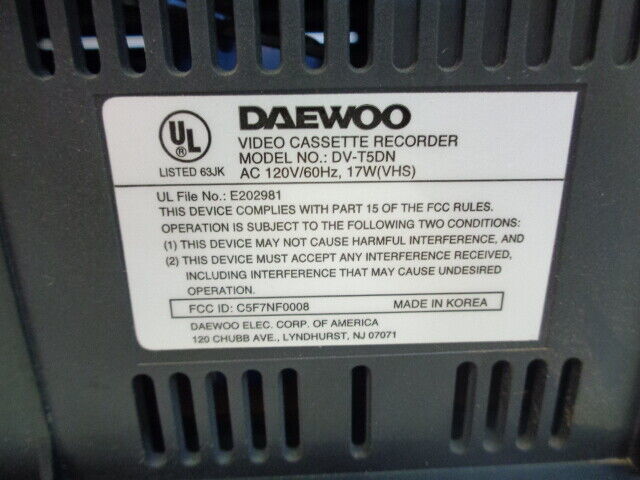 UL
DAEWOO
VIDEO CASSETTE RECORDER
MODEL NO.: DV-T5DN
LISTED 63JK
AC 120V/60Hz, 17W(VHS)
UL File No.: E202981
THIS DEVICE COMPLIES WITH PART 15 OF THE FCC RULES.
OPERATION IS SUBJECT TO THE FOLLOWING TWO CONDITIONS:
(1) THIS DEVICE MAY NOT CAUSE HARMFUL INTERFERENCE, AND
(2) THIS DEVICE MUST ACCEPT ANY INTERFERENCE RECEIVED,
INCLUDING INTERFERENCE THAT MAY CAUSE UNDESIRED
OPERATION.
FCC ID: C5F7NF0008 MADE IN KOREA
DAEWOO ELEC. CORP. OF AMERICA
120 CHUBB AVE., LYNDHURST, NJ 07071